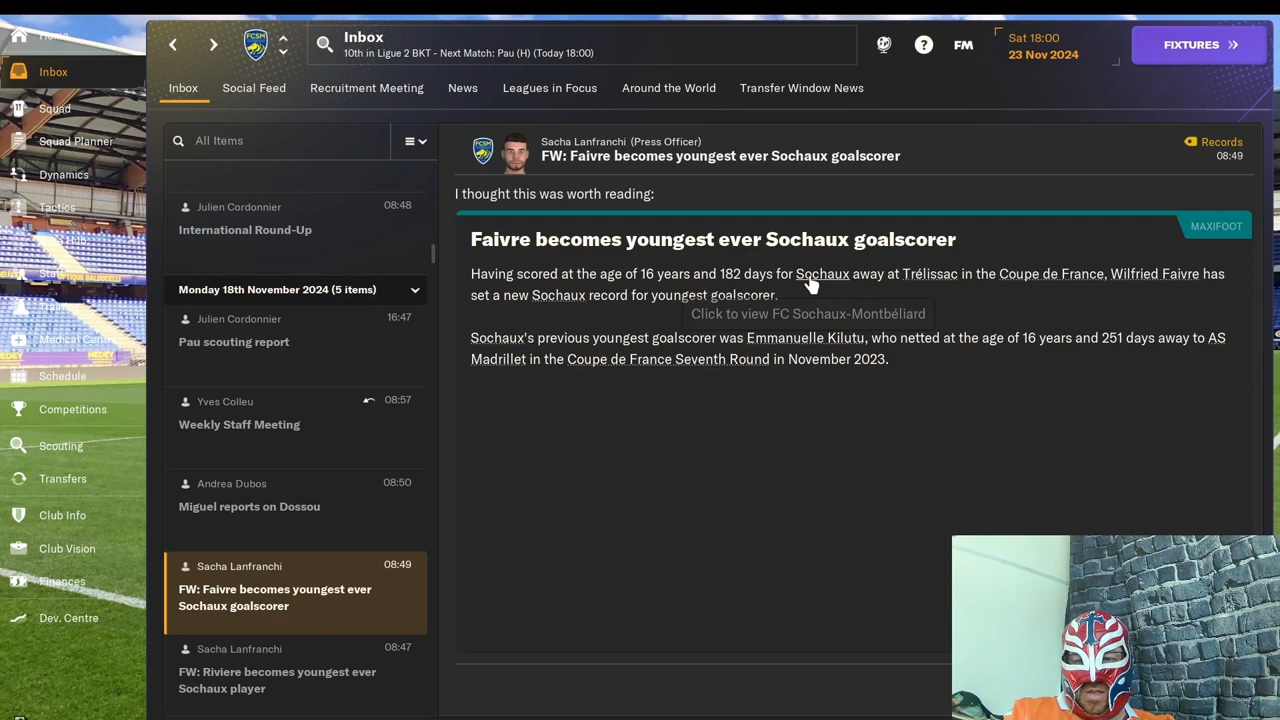 Home
Inbox
Squad
Squad Planner
Dynamics
Tactics
Data Hub
Staff
Training
Medical Centre
Schedule
Competitions
Scouting
Transfers
Club Info
Club Vision
Finances
Dev. Centre
FCSM
Inbox
10th in Ligue 2 BKT - Next Match: Pau (H) (Today 18:00)
?
FM
Sat 18:00
23 Nov 2024
FIXTURES
Inbox Social Feed Recruitment Meeting News Leagues in Focus Around the World Transfer Window News
All Items
Julien Cordonnier 08:48
International Round-Up
Monday 18th November 2024 (5 items)
Julien Cordonnier 16:47
Pau scouting report
Yves Colleu 08:57
Weekly Staff Meeting
Andrea Dubos 08:50
Miguel reports on Dossou
Sacha Lanfranchi 08:49
FW: Faivre becomes youngest ever
Sochaux goalscorer
Sacha Lanfranchi 08:47
FW: Riviere becomes youngest ever
Sochaux player
FCSM
Sacha Lanfranchi (Press Officer)
FW: Faivre becomes youngest ever Sochaux goalscorer
Records
08:49
I thought this was worth reading:
MAXIFOOT
Faivre becomes youngest ever Sochaux goalscorer
Having scored at the age of 16 years and 182 days for Sochaux away at Trélissac in the Coupe de France, Wilfried Faivre has
set a new Sochaux record for youngest goalscorer.
Click to view FC Sochaux-Montbéliard
Sochaux's previous youngest goalscorer was Emmanuelle Kilutu, who netted at the age of 16 years and 251 days away to AS
Madrillet in the Coupe de France Seventh Round in November 2023.